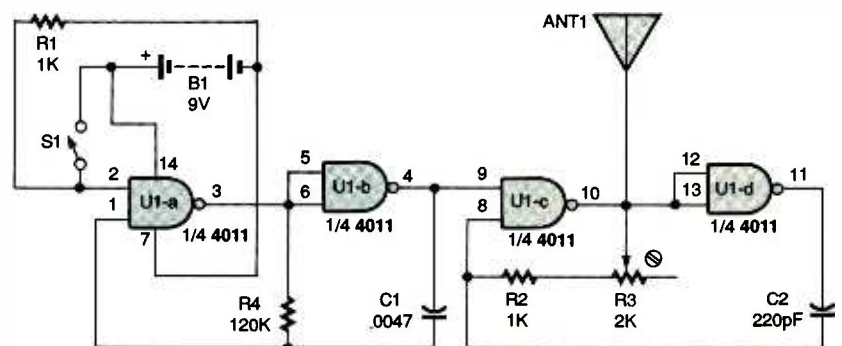 ANT1
R1
1K
+
B1
9V
S1
14
2
1
U1-a
3
7
1/4 4011
5
6
U1-b
4
1/4 4011
9
8
U1-c
10
1/4 4011
12
13
U1-d
11
1/4 4011
R4
120K
C1
.0047
R2
1K
R3
2K
C2
220pF